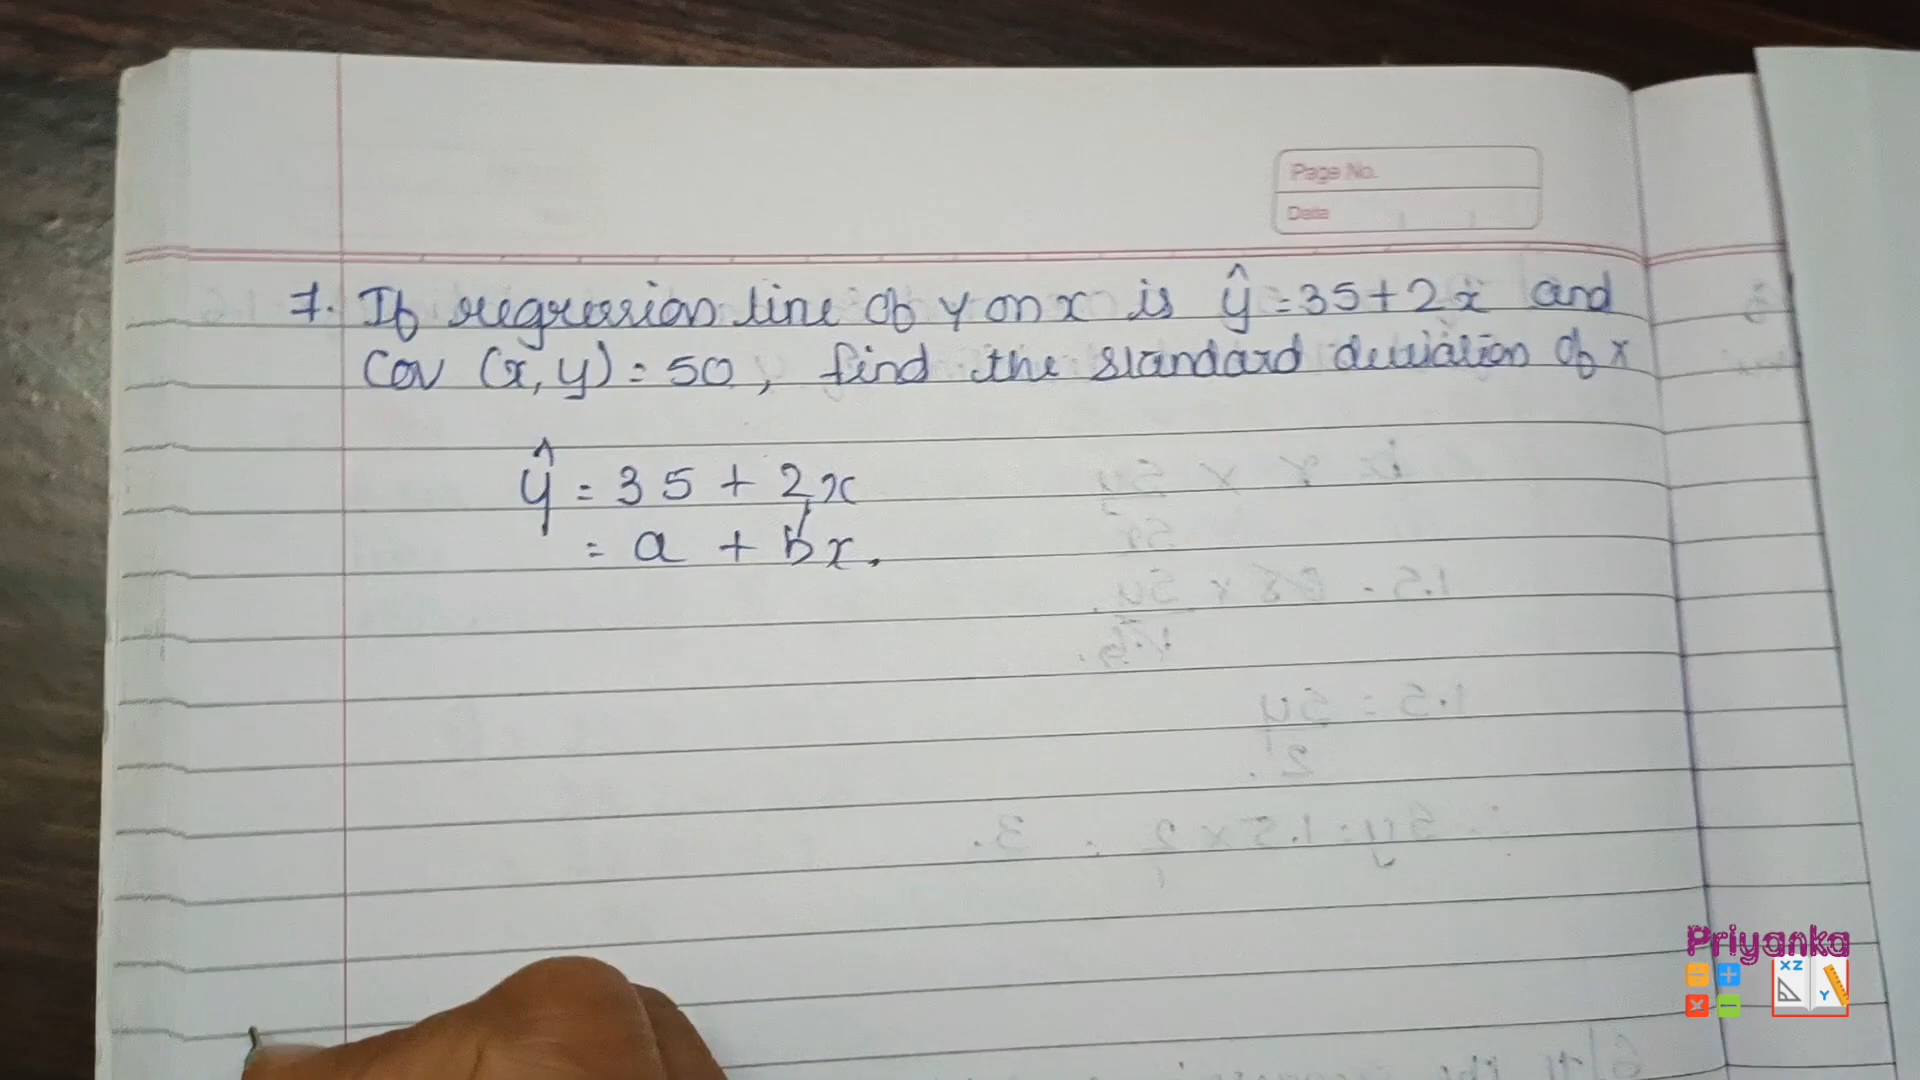 Page No.
Date
7. If regression line of y on x is ŷ = 35 + 2x and
Cov (x, y) = 50, find the standard deviation of x
ŷ = 35 + 2x
= a + bx.
Priyanka
XZ
Y